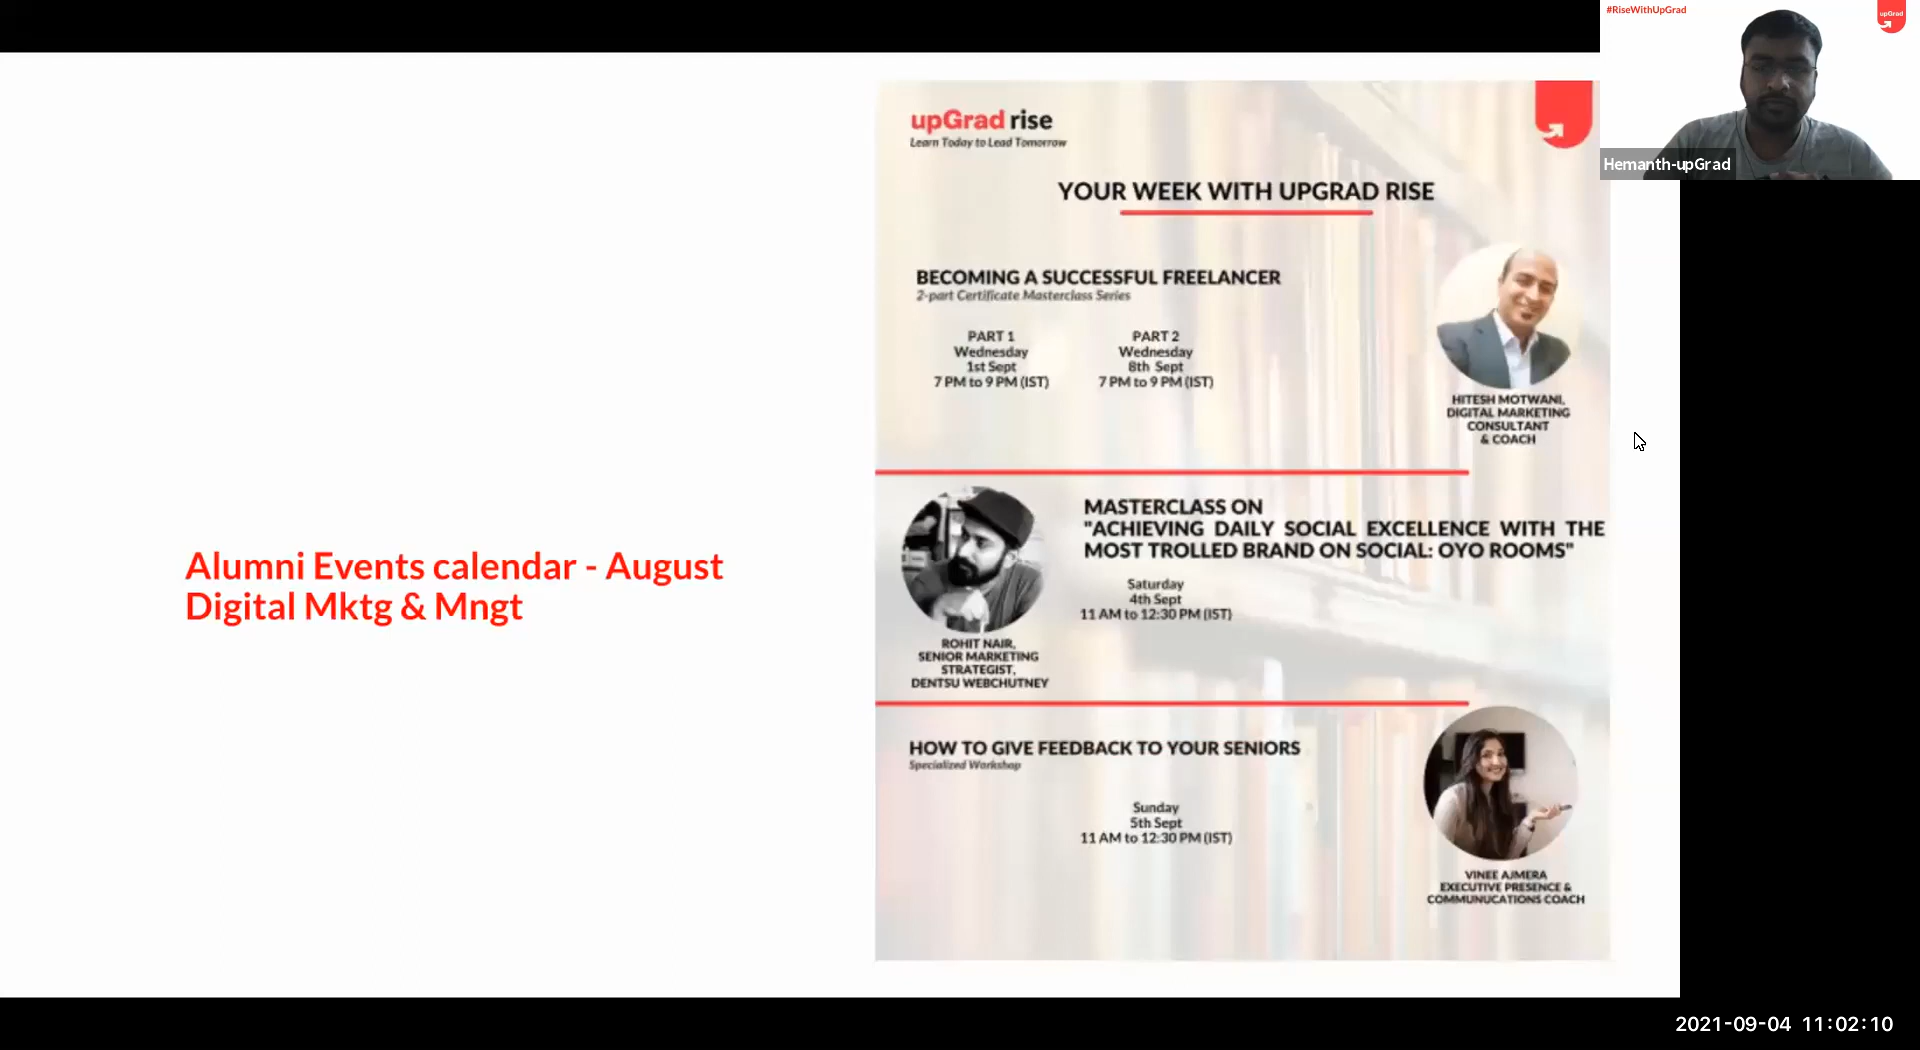 #RiseWithUpGrad
upGrad
Hemanth-upGrad
Alumni Events calendar - August
Digital Mktg & Mngt
upGrad rise
Learn Today to Lead Tomorrow
YOUR WEEK WITH UPGRAD RISE
BECOMING A SUCCESSFUL FREELANCER
2-part Certificate Masterclass Series
PART 1
Wednesday
1st Sept
7 PM to 9 PM (IST)
PART 2
Wednesday
8th Sept
7 PM to 9 PM (IST)
HITESH MOTWANI,
DIGITAL MARKETING
CONSULTANT
& COACH
MASTERCLASS ON
"ACHIEVING DAILY SOCIAL EXCELLENCE WITH THE
MOST TROLLED BRAND ON SOCIAL: OYO ROOMS"
Saturday
4th Sept
11 AM to 12:30 PM (IST)
ROHIT NAIR,
SENIOR MARKETING
STRATEGIST,
DENTSU WEBCHUTNEY
HOW TO GIVE FEEDBACK TO YOUR SENIORS
Specialized Workshop
Sunday
5th Sept
11 AM to 12:30 PM (IST)
VINEE AJMERA
EXECUTIVE PRESENCE &
COMMUNUCATIONS COACH
2021-09-04 11:02:10